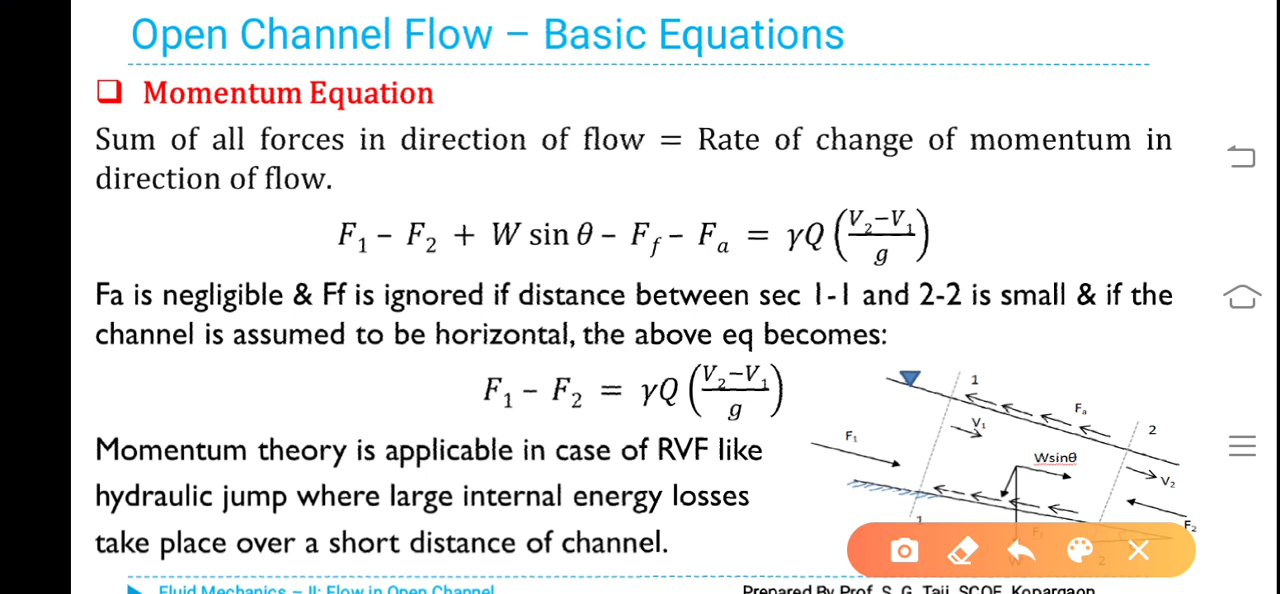 Open Channel Flow – Basic Equations
❑ Momentum Equation
Sum of all forces in direction of flow = Rate of change of momentum in
direction of flow.
F₁ − F₂ + W sin θ − F_f − Fₐ = γQ ((V₂−V₁)/g)
Fa is negligible & Ff is ignored if distance between sec 1-1 and 2-2 is small & if the
channel is assumed to be horizontal, the above eq becomes:
F₁ − F₂ = γQ ((V₂−V₁)/g)
Momentum theory is applicable in case of RVF like
hydraulic jump where large internal energy losses
take place over a short distance of channel.
1
Fₐ
V₁
2
F₁
Wsinθ
V₂
F₂
1
F_f
W
2
Fluid Mechanics – II: Flow in Open Channel
Prepared By Prof. S. G. Taji, SCOE, Kopargaon